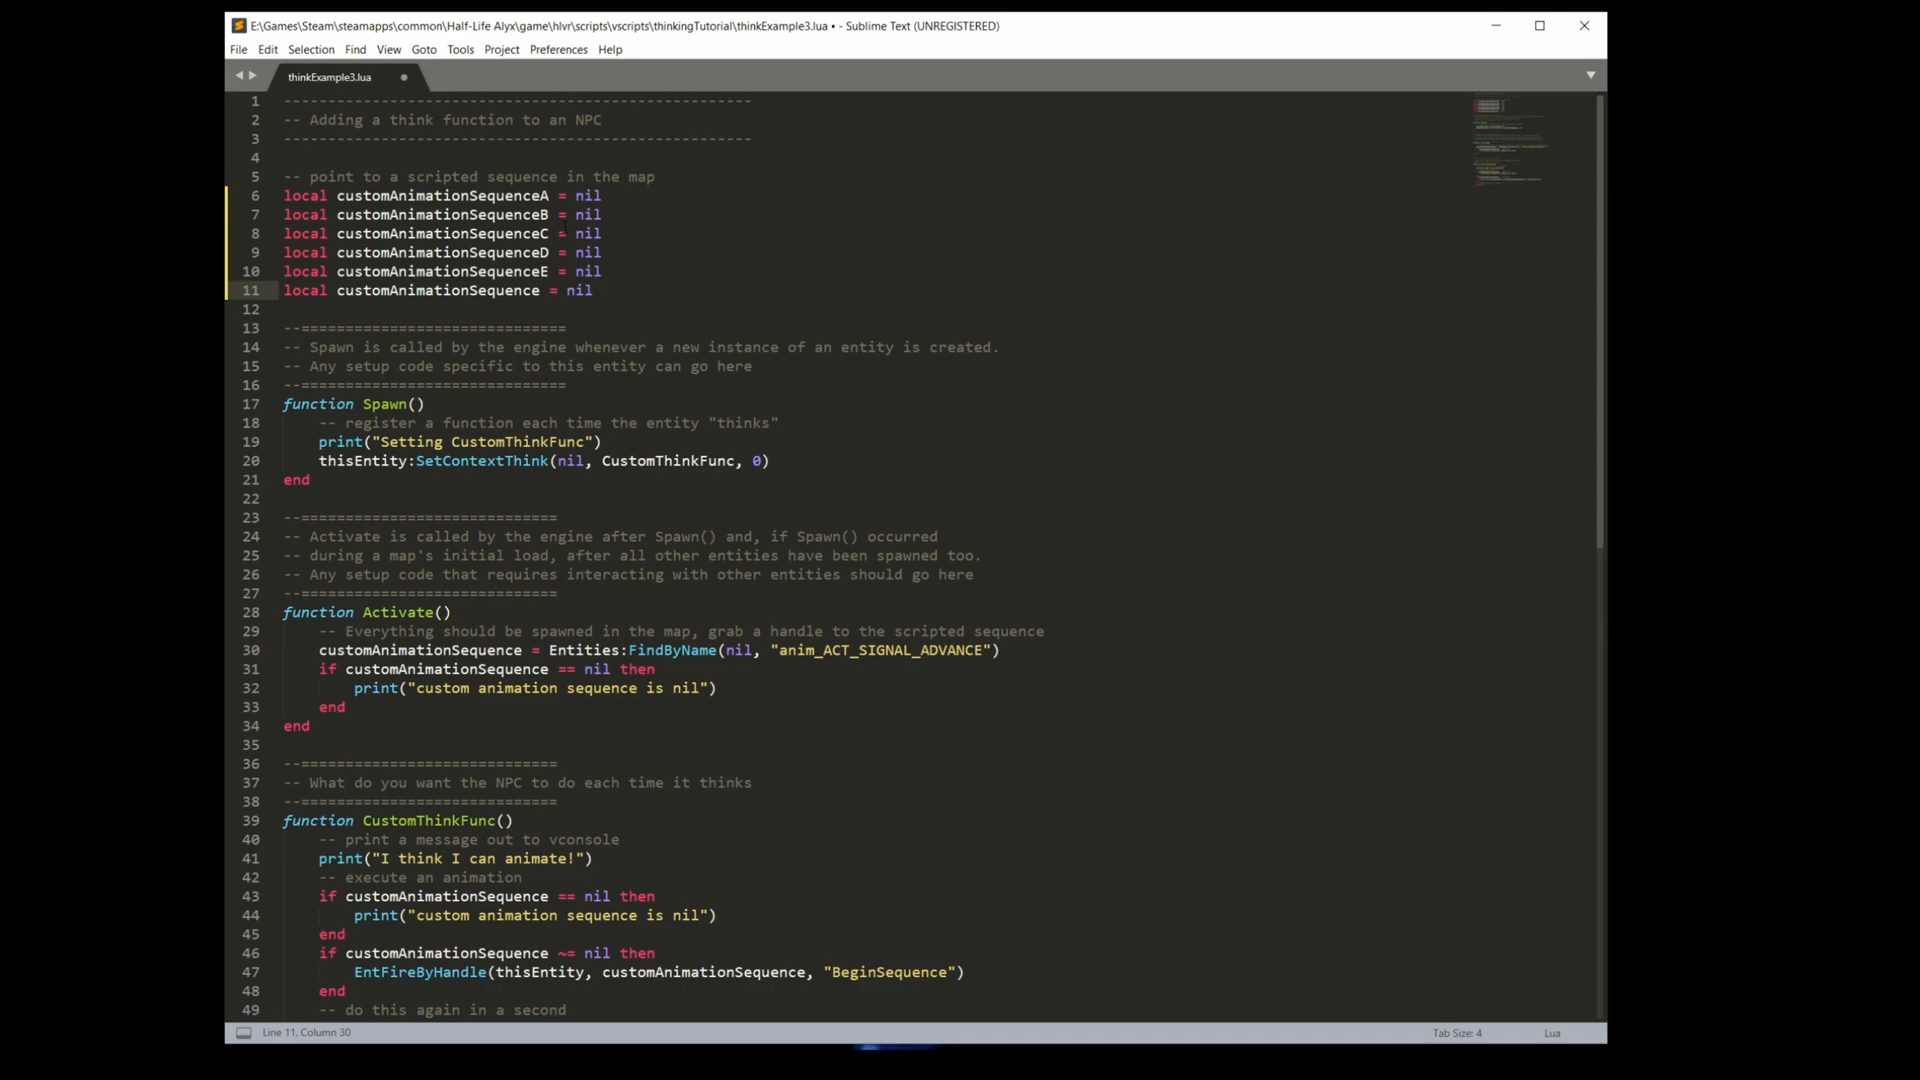 E:\Games\Steam\steamapps\common\Half-Life Alyx\game\hlvr\scripts\vscripts\thinkingTutorial\thinkExample3.lua • - Sublime Text (UNREGISTERED)
File Edit Selection Find View Goto Tools Project Preferences Help
thinkExample3.lua
1 -----------------------------------------------------
2 -- Adding a think function to an NPC
3 -----------------------------------------------------
4
5 -- point to a scripted sequence in the map
6 local customAnimationSequenceA = nil
7 local customAnimationSequenceB = nil
8 local customAnimationSequenceC = nil
9 local customAnimationSequenceD = nil
10 local customAnimationSequenceE = nil
11 local customAnimationSequence = nil
12
13 --==============================
14 -- Spawn is called by the engine whenever a new instance of an entity is created.
15 -- Any setup code specific to this entity can go here
16 --==============================
17 function Spawn()
18     -- register a function each time the entity "thinks"
19     print("Setting CustomThinkFunc")
20     thisEntity:SetContextThink(nil, CustomThinkFunc, 0)
21 end
22
23 --=============================
24 -- Activate is called by the engine after Spawn() and, if Spawn() occurred
25 -- during a map's initial load, after all other entities have been spawned too.
26 -- Any setup code that requires interacting with other entities should go here
27 --=============================
28 function Activate()
29     -- Everything should be spawned in the map, grab a handle to the scripted sequence
30     customAnimationSequence = Entities:FindByName(nil, "anim_ACT_SIGNAL_ADVANCE")
31     if customAnimationSequence == nil then
32         print("custom animation sequence is nil")
33     end
34 end
35
36 --=============================
37 -- What do you want the NPC to do each time it thinks
38 --=============================
39 function CustomThinkFunc()
40     -- print a message out to vconsole
41     print("I think I can animate!")
42     -- execute an animation
43     if customAnimationSequence == nil then
44         print("custom animation sequence is nil")
45     end
46     if customAnimationSequence ~= nil then
47         EntFireByHandle(thisEntity, customAnimationSequence, "BeginSequence")
48     end
49     -- do this again in a second
Line 11, Column 30 Tab Size: 4 Lua